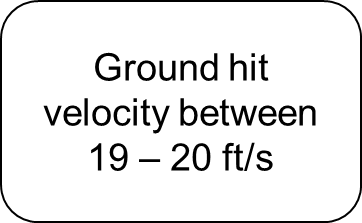 Ground hit
velocity between
19 – 20 ft/s